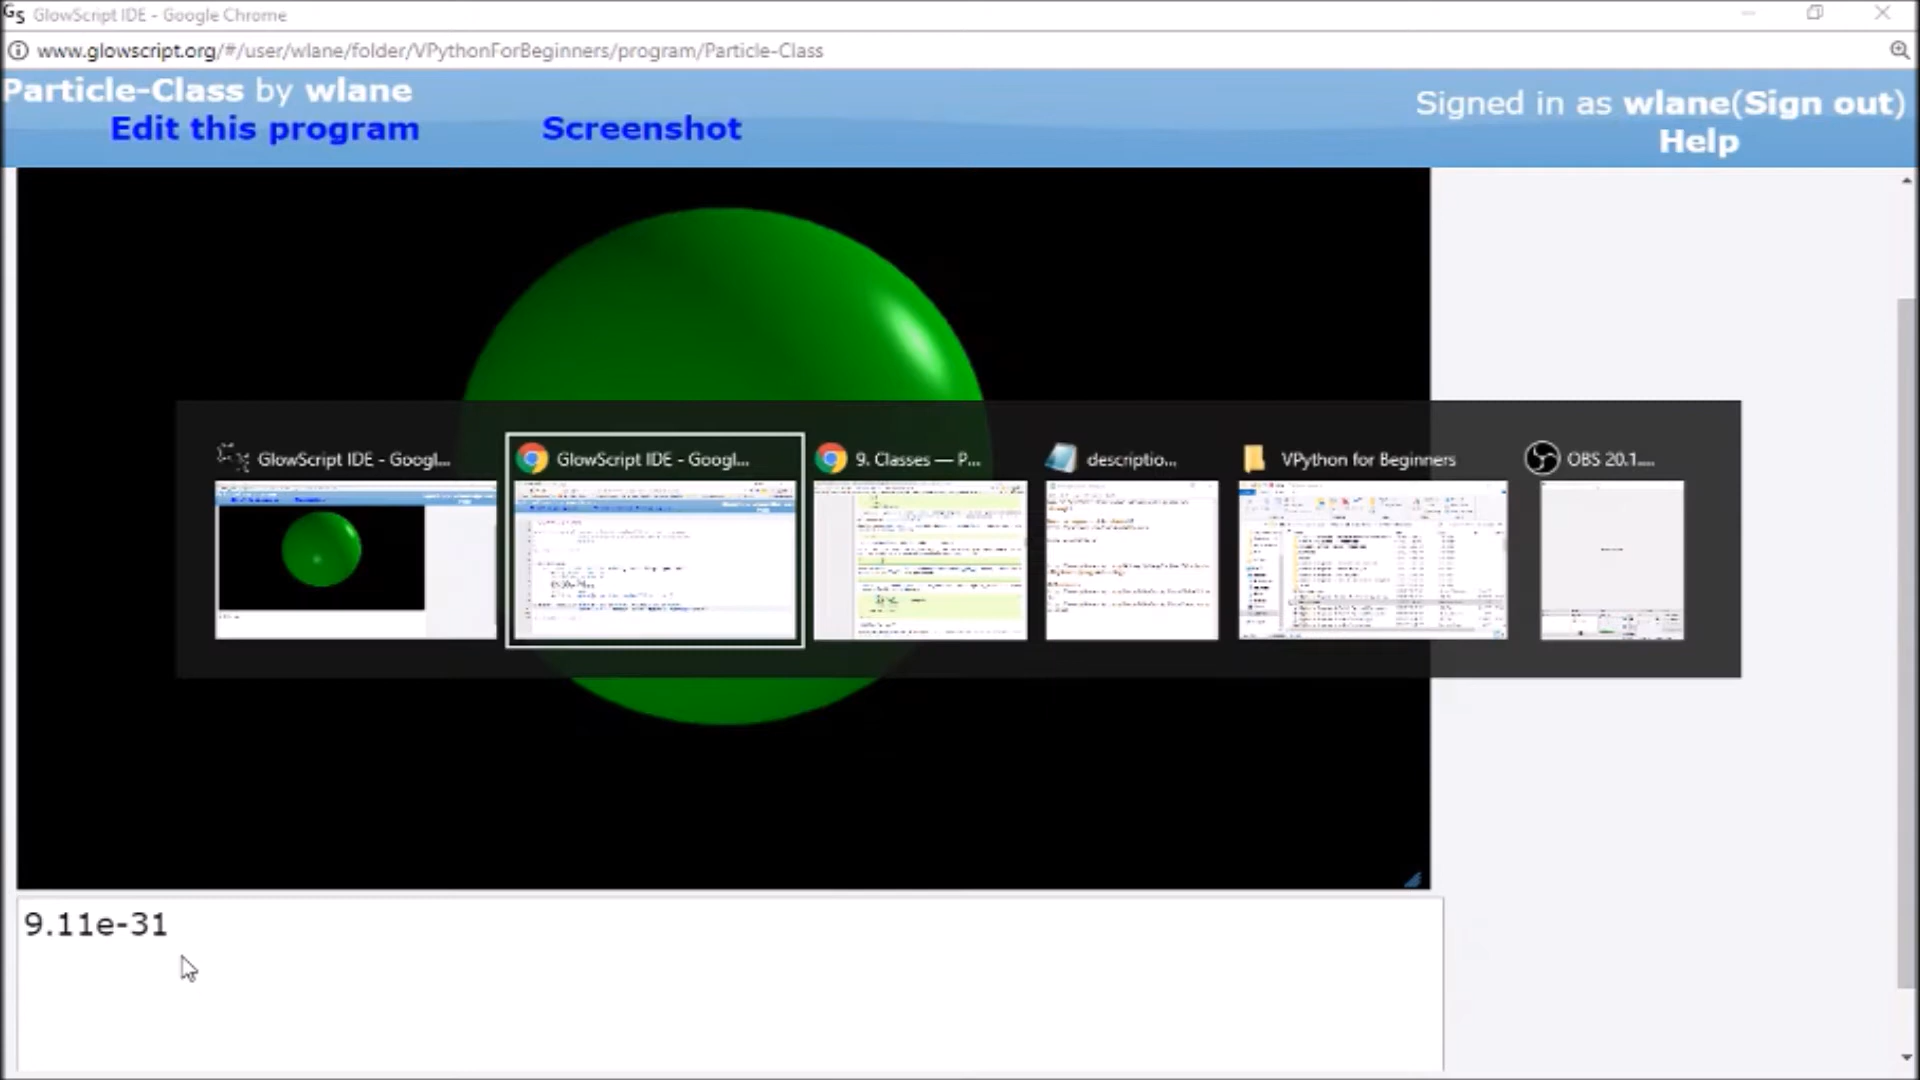 GlowScript IDE - Google Chrome
www.glowscript.org/#/user/wlane/folder/VPythonForBeginners/program/Particle-Class
Particle-Class by wlane
Signed in as wlane(Sign out)
Edit this program Screenshot
Help
GlowScript IDE - Googl... GlowScript IDE - Googl... 9. Classes — P... descriptio... VPython for Beginners OBS 20.1....
9.11e-31